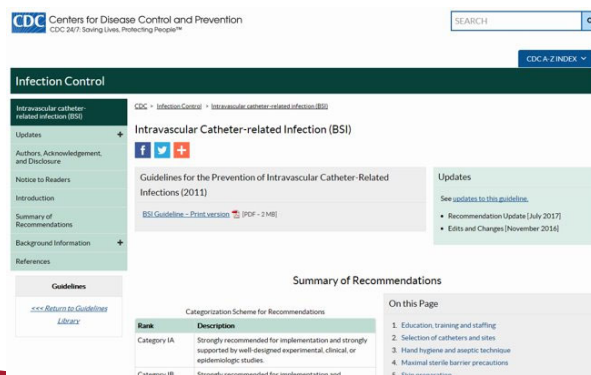 CDC Centers for Disease Control and Prevention
CDC 24/7: Saving Lives, Protecting People™
SEARCH
CDC A-Z INDEX
Infection Control
Intravascular catheter-
related infection (BSI)
Updates +
Authors, Acknowledgement,
and Disclosure
Notice to Readers
Introduction
Summary of
Recommendations
Background Information +
References
Guidelines
<<< Return to Guidelines
Library
CDC > Infection Control > Intravascular catheter-related infection (BSI)
Intravascular Catheter-related Infection (BSI)
Guidelines for the Prevention of Intravascular Catheter-Related
Infections (2011)
BSI Guideline – Print version [PDF - 2 MB]
Updates
See updates to this guideline.
• Recommendation Update [July 2017]
• Edits and Changes [November 2016]
Summary of Recommendations
Categorization Scheme for Recommendations
Rank Description
Category IA Strongly recommended for implementation and strongly
supported by well-designed experimental, clinical, or
epidemiologic studies.
Category IB Strongly recommended for implementation and
On this Page
1. Education, training and staffing
2. Selection of catheters and sites
3. Hand hygiene and aseptic technique
4. Maximal sterile barrier precautions
5. Skin preparation